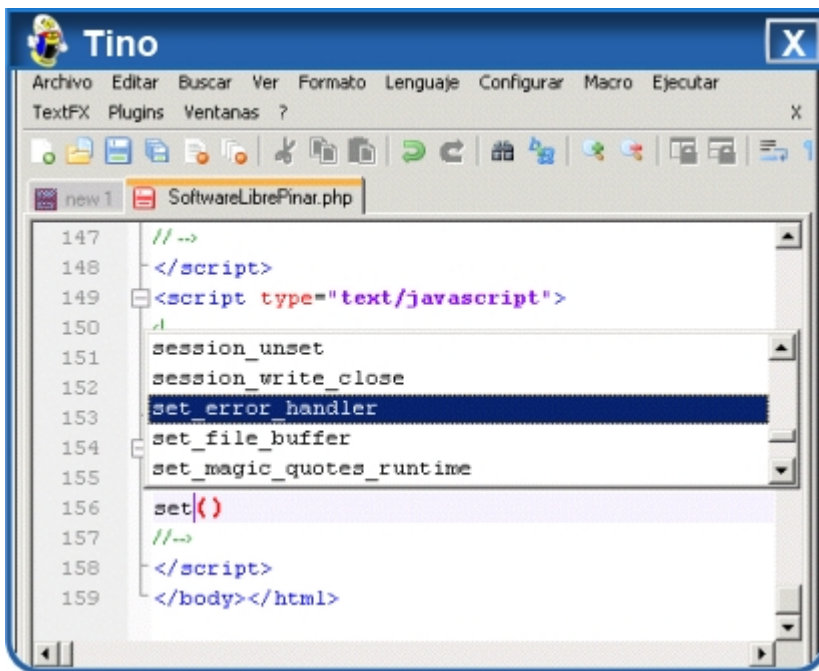 Tino
X
Archivo Editar Buscar Ver Formato Lenguaje Configurar Macro Ejecutar
TextFX Plugins Ventanas ? X
new 1 SoftwareLibrePinar.php
147 //-->
148 </script>
149 <script type="text/javascript">
150
151 session_unset
152 session_write_close
153 set_error_handler
154 set_file_buffer
155 set_magic_quotes_runtime
156 set()
157 //-->
158 </script>
159 </body></html>